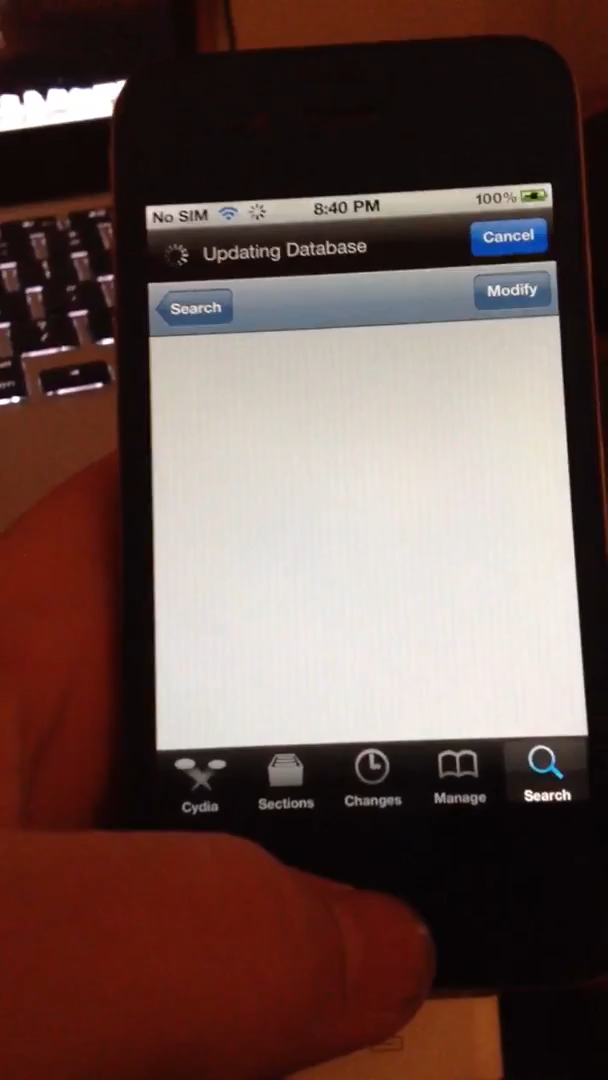 No SIM 8:40 PM 100%
Updating Database Cancel
Search Modify
Cydia Sections Changes Manage Search